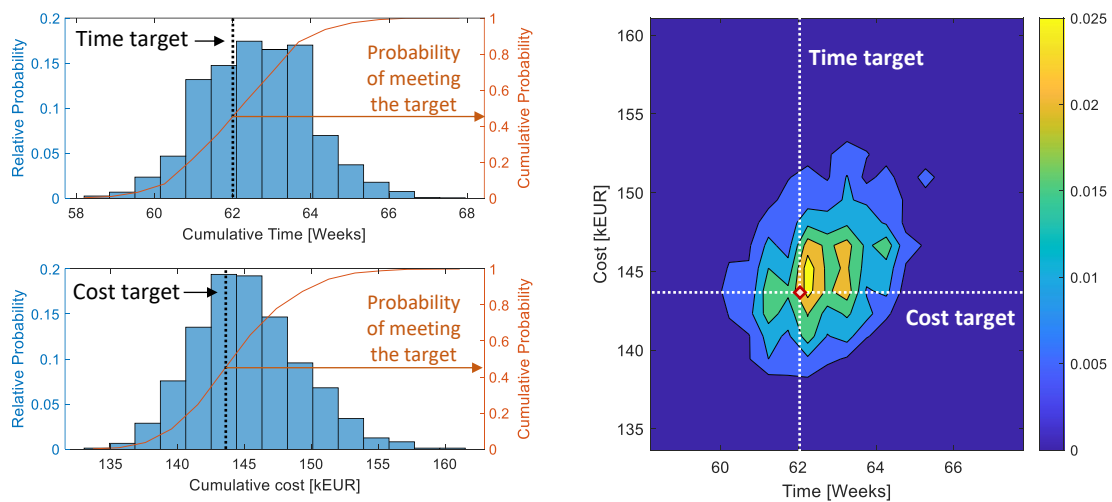 0.2
0.15
0.1
0.05
0
Relative Probability
Time target
Probability
of meeting
the target
1
0.8
0.6
0.4
0.2
0
Cumulative Probability
58
60
62
64
66
68
Cumulative Time [Weeks]
0.2
0.15
0.1
0.05
0
Relative Probability
Cost target
Probability
of meeting
the target
1
0.8
0.6
0.4
0.2
0
Cumulative Probability
135
140
145
150
155
160
Cumulative cost [kEUR]
160
155
150
145
140
135
Cost [kEUR]
Time target
Cost target
60
62
64
66
Time [Weeks]
0.025
0.02
0.015
0.01
0.005
0